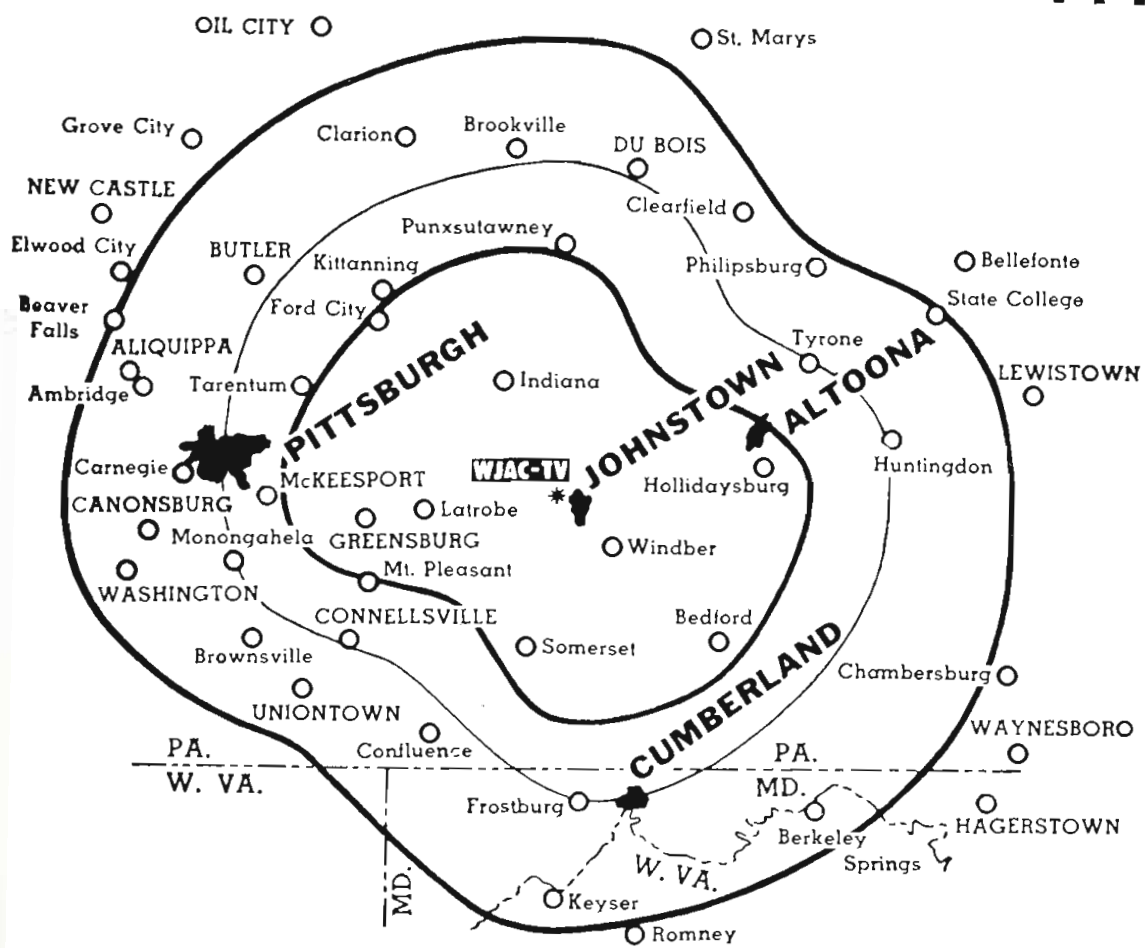 OIL CITY
St. Marys
Grove City
Clarion
Brookville
DU BOIS
NEW CASTLE
Clearfield
Elwood City
BUTLER
Punxsutawney
Kittanning
Philipsburg
Bellefonte
Beaver
Falls
Ford City
State College
ALIQUIPPA
Tyrone
Ambridge
Tarentum
PITTSBURGH
Indiana
JOHNSTOWN
ALTOONA
LEWISTOWN
Carnegie
McKEESPORT
WJAC-TV
Hollidaysburg
Huntingdon
CANONSBURG
Latrobe
Monongahela
GREENSBURG
Windber
WASHINGTON
Mt. Pleasant
CONNELLSVILLE
Bedford
Brownsville
Somerset
CUMBERLAND
Chambersburg
UNIONTOWN
Confluence
WAYNESBORO
PA.
PA.
W. VA.
MD.
Frostburg
Berkeley
Springs
HAGERSTOWN
W. VA.
MD.
Keyser
Romney